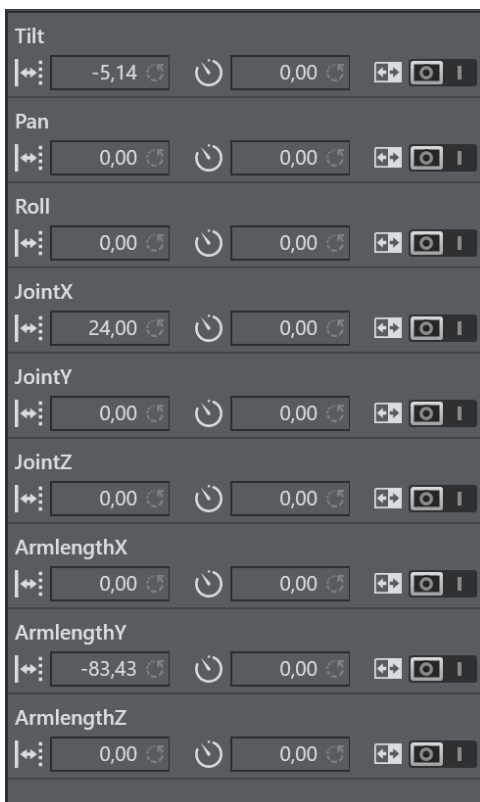 Tilt
-5,14 0,00 O I
Pan
0,00 0,00 O I
Roll
0,00 0,00 O I
JointX
24,00 0,00 O I
JointY
0,00 0,00 O I
JointZ
0,00 0,00 O I
ArmlengthX
0,00 0,00 O I
ArmlengthY
-83,43 0,00 O I
ArmlengthZ
0,00 0,00 O I